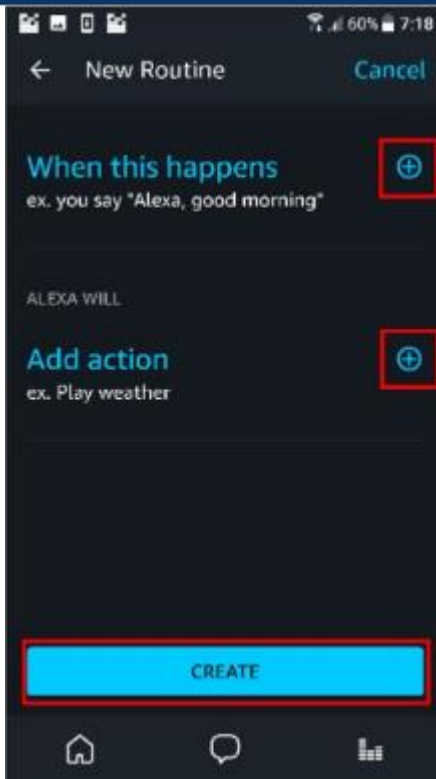 60% 7:18
New Routine Cancel
When this happens
ex. you say "Alexa, good morning"
ALEXA WILL
Add action
ex. Play weather
CREATE